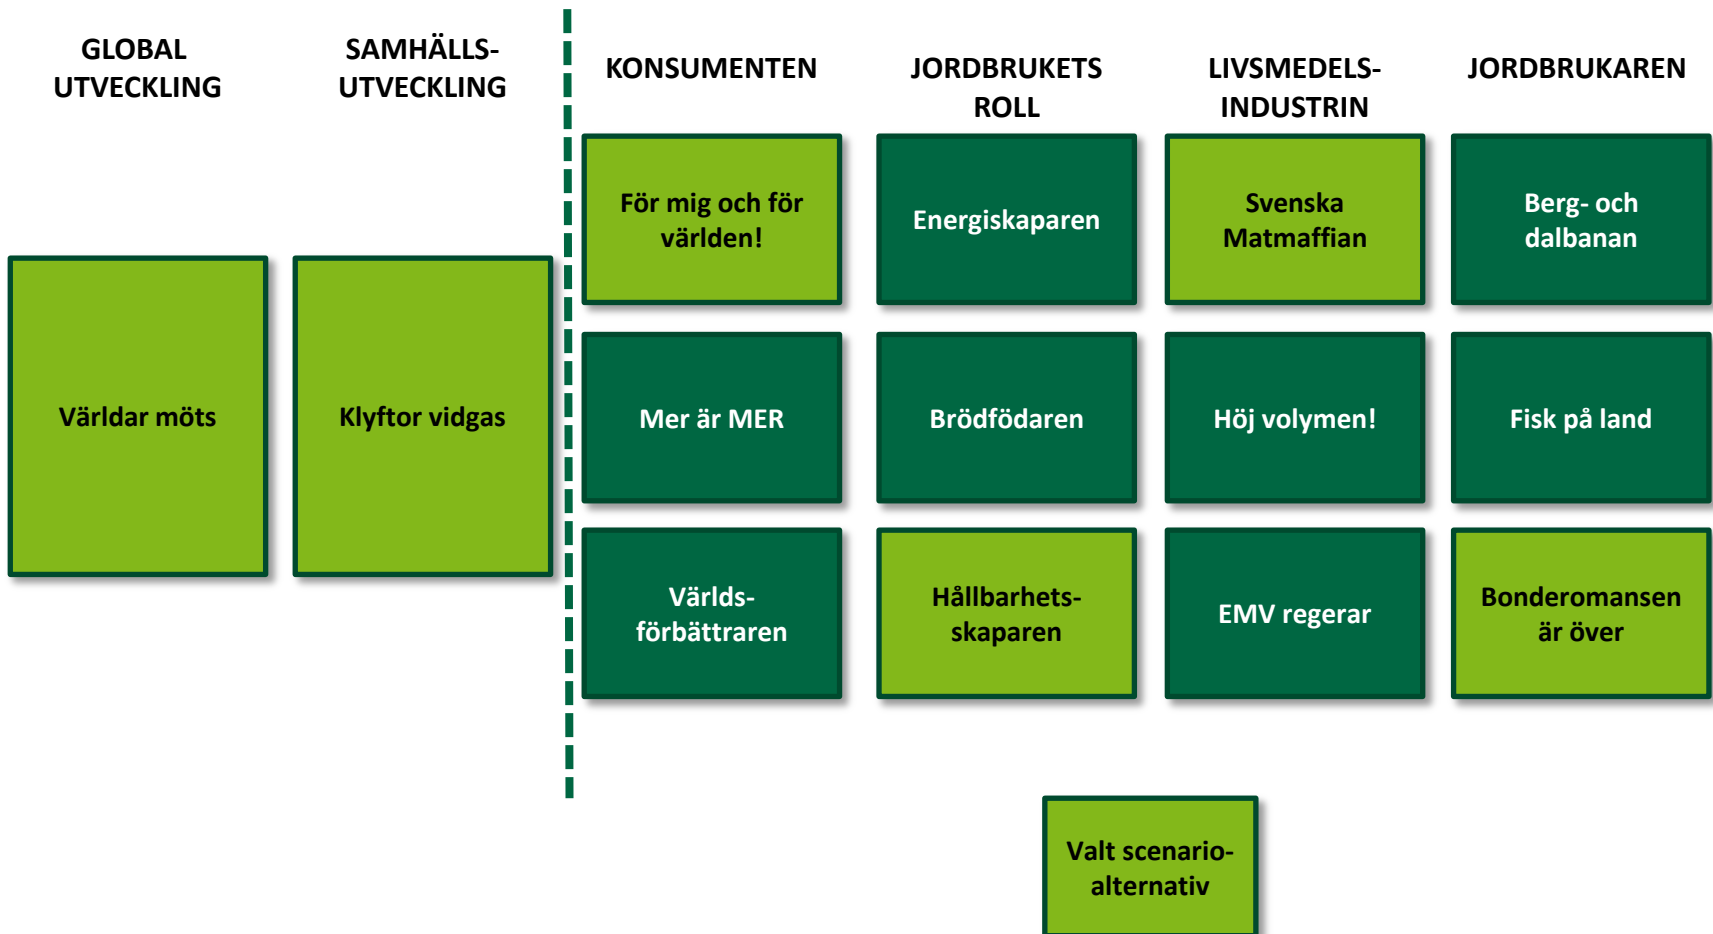 GLOBAL
UTVECKLING
SAMHÄLLS-
UTVECKLING
KONSUMENTEN
JORDBRUKETS
ROLL
LIVSMEDELS-
INDUSTRIN
JORDBRUKAREN
För mig och för
världen!
Energiskaparen
Svenska
Matmaffian
Berg- och
dalbanan
Världar möts
Klyftor vidgas
Mer är MER
Brödfödaren
Höj volymen!
Fisk på land
Världs-
förbättraren
Hållbarhets-
skaparen
EMV regerar
Bonderomansen
är över
Valt scenario-
alternativ